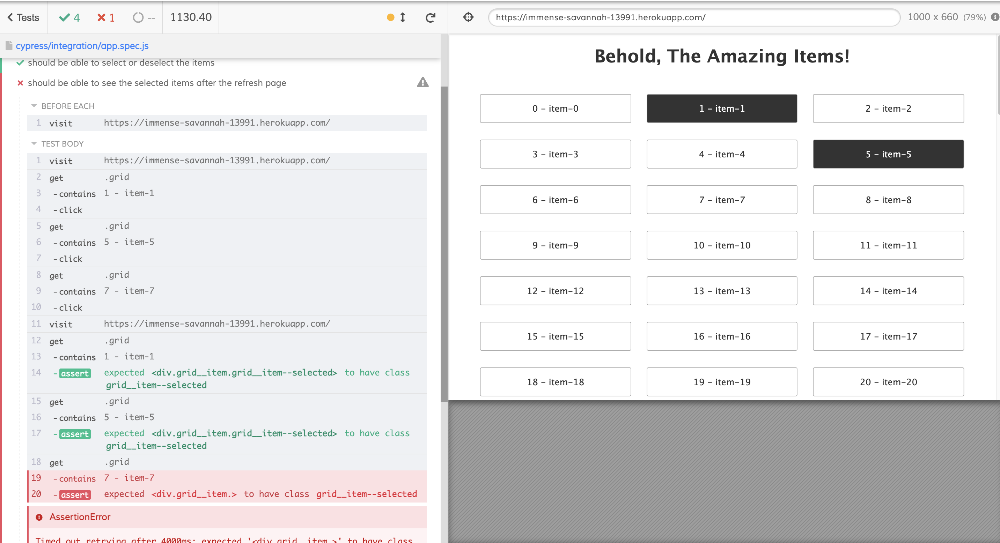 Tests
4
1
--
1130.40
https://immense-savannah-13991.herokuapp.com/
1000 x 660 (79%)
cypress/integration/app.spec.js
should be able to select or deselect the items
should be able to see the selected items after the refresh page
BEFORE EACH
1 visit https://immense-savannah-13991.herokuapp.com/
TEST BODY
1 visit https://immense-savannah-13991.herokuapp.com/
2 get .grid
3 -contains 1 - item-1
4 -click
5 get .grid
6 -contains 5 - item-5
7 -click
8 get .grid
9 -contains 7 - item-7
10 -click
11 visit https://immense-savannah-13991.herokuapp.com/
12 get .grid
13 -contains 1 - item-1
14 -assert expected <div.grid__item.grid__item--selected> to have class
grid__item--selected
15 get .grid
16 -contains 5 - item-5
17 -assert expected <div.grid__item.grid__item--selected> to have class
grid__item--selected
18 get .grid
19 -contains 7 - item-7
20 -assert expected <div.grid__item.> to have class grid__item--selected
AssertionError
Timed out retrying after 4000ms: expected '<div.grid__item.>' to have class
Behold, The Amazing Items!
0 - item-0
1 - item-1
2 - item-2
3 - item-3
4 - item-4
5 - item-5
6 - item-6
7 - item-7
8 - item-8
9 - item-9
10 - item-10
11 - item-11
12 - item-12
13 - item-13
14 - item-14
15 - item-15
16 - item-16
17 - item-17
18 - item-18
19 - item-19
20 - item-20